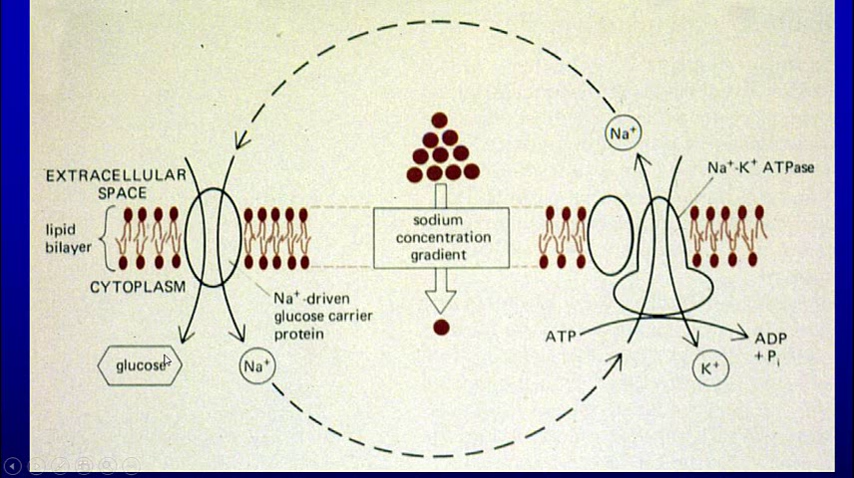 Na⁺
EXTRACELLULAR
SPACE
Na⁺-K⁺ ATPase
lipid
bilayer
sodium
concentration
gradient
CYTOPLASM
Na⁺-driven
glucose carrier
protein
ATP
ADP
+ Pᵢ
glucose
Na⁺
K⁺